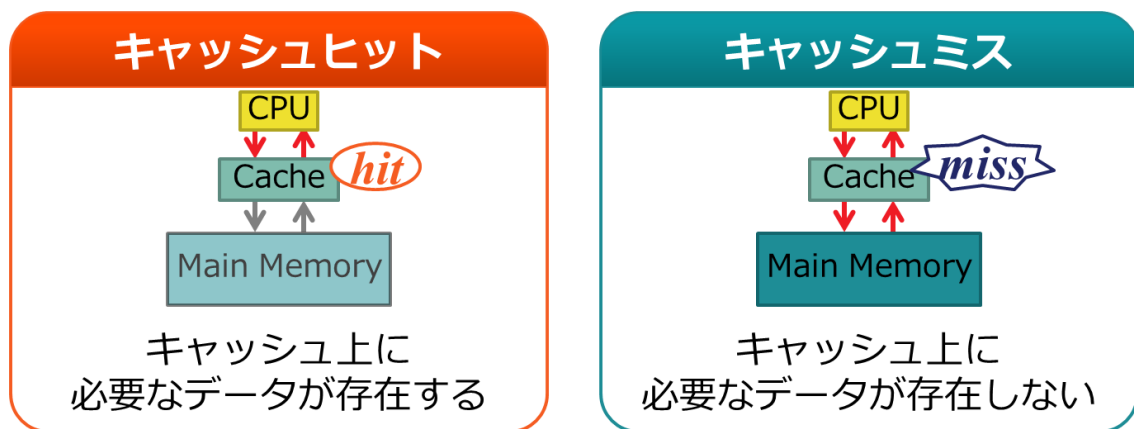 キャッシュヒット
CPU
Cache
hit
Main Memory
キャッシュ上に
必要なデータが存在する
キャッシュミス
CPU
Cache
miss
Main Memory
キャッシュ上に
必要なデータが存在しない